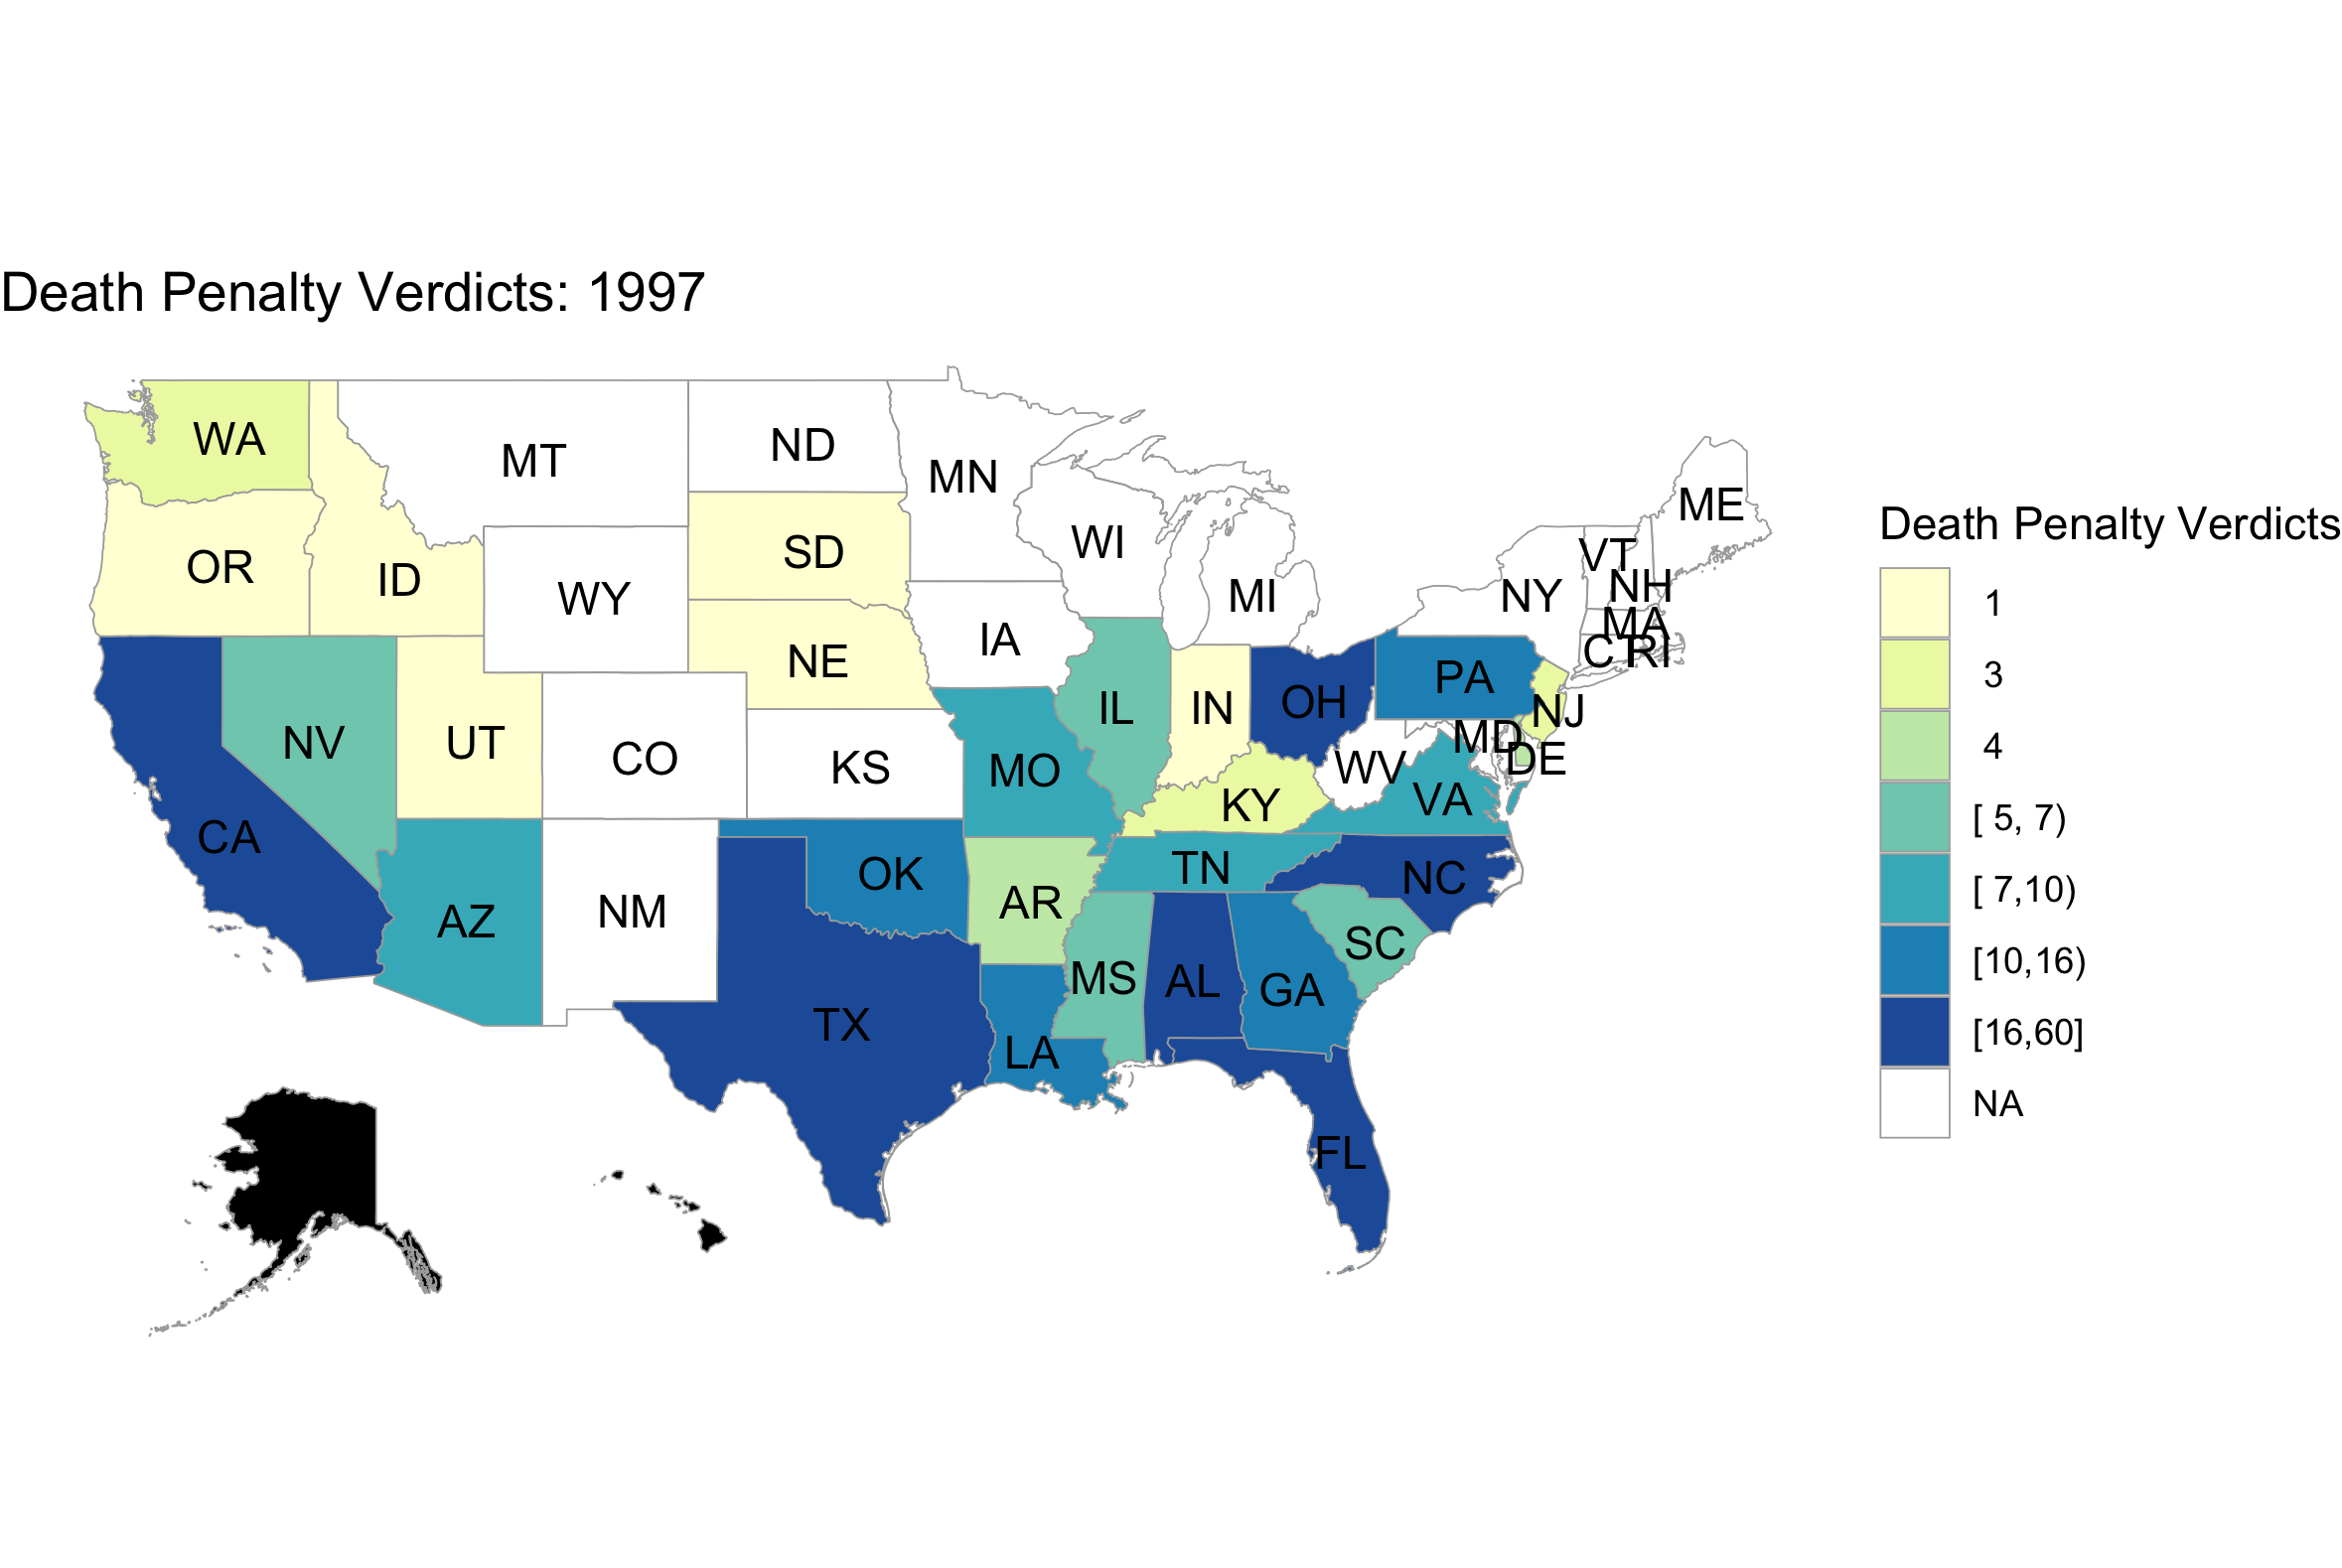 Death Penalty Verdicts: 1997
WA
MT
ND
MN
ME
OR
ID
SD
WI
VT
NH
WY
MI
NY
MA
NE
IA
CT
RI
NV
UT
CO
KS
IL
IN
OH
PA
NJ
MD
DE
MO
WV
KY
VA
CA
AZ
NM
OK
AR
TN
NC
SC
TX
LA
MS
AL
GA
FL
Death Penalty Verdicts
1
3
4
[ 5, 7)
[ 7,10)
[10,16)
[16,60]
NA